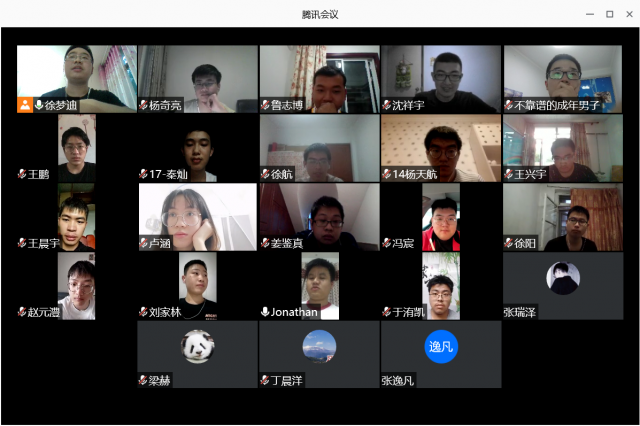 腾讯会议
徐梦迪
杨奇亮
鲁志博
沈祥宇
不靠谱的成年男子
王鹏
17-秦灿
徐航
14杨天航
王兴宇
王晨宇
卢涵
姜鉴真
冯宸
徐阳
赵元澧
刘家林
Jonathan
于洧凯
张瑞泽
梁赫
丁晨洋
逸凡
张逸凡